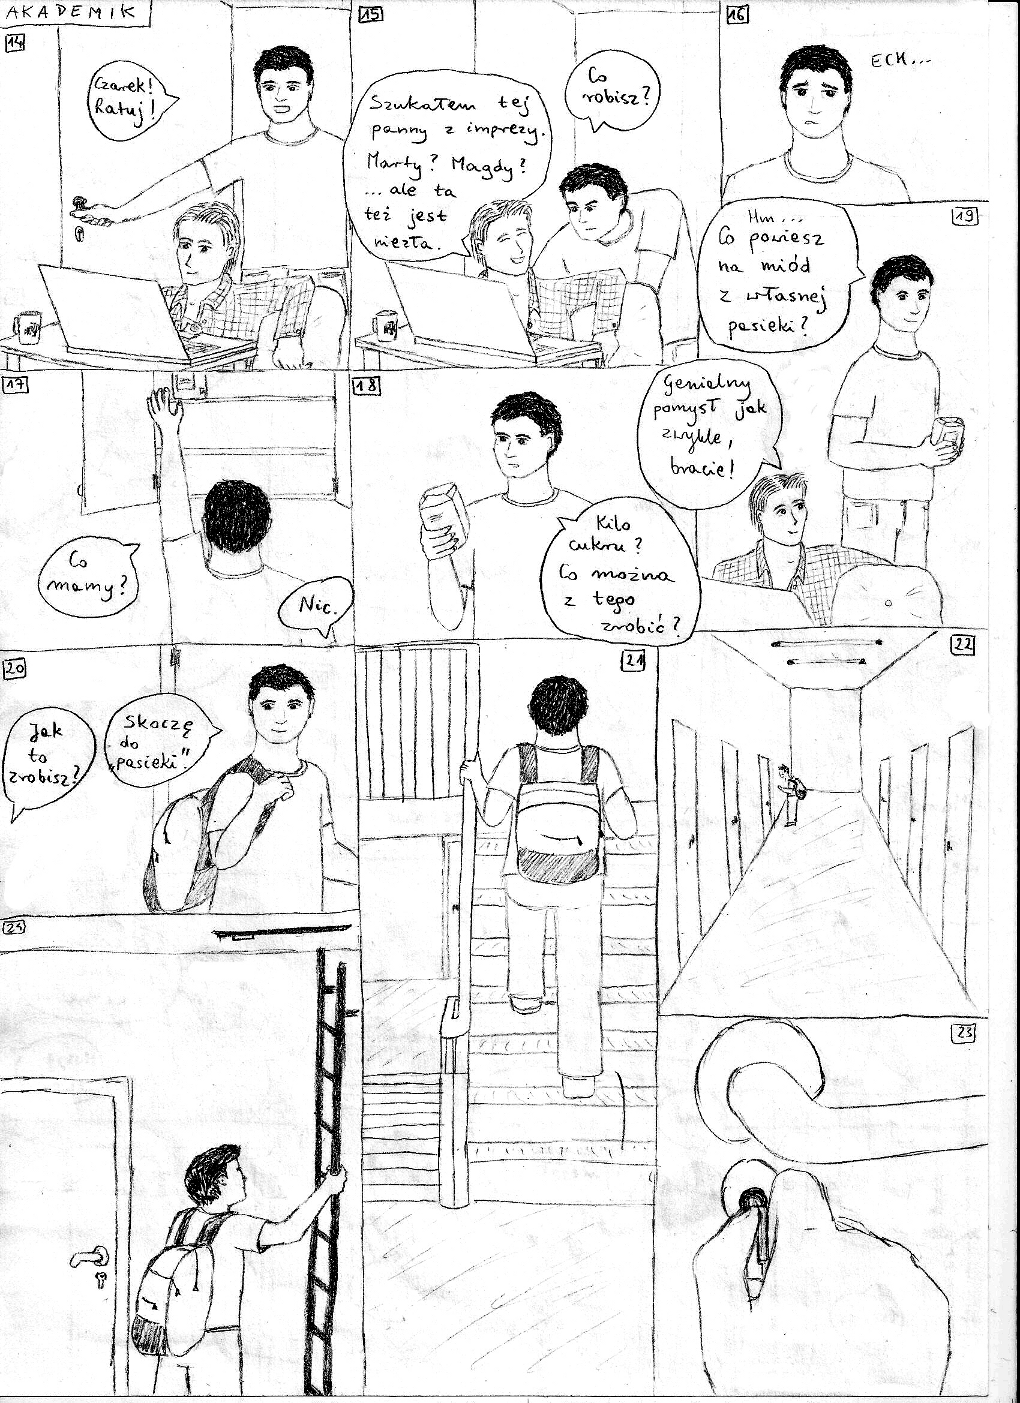 AKADEMIK
14
Czarek!
Ratuj!
15
Szukałem tej
panny z imprezy.
Marty? Magdy?
... ale ta
też jest
niezła.
Co
robisz?
16
ECH...
17
Co
mamy?
Nic.
18
Kilo
cukru?
Co można
z tego
zrobić?
19
Hm...
Co powiesz
na miód
z własnej
pasieki?
Genialny
pomysł jak
zwykle,
bracie!
20
Jak
to
zrobisz?
Skoczę
do
„pasieki”.
21
22
23
24